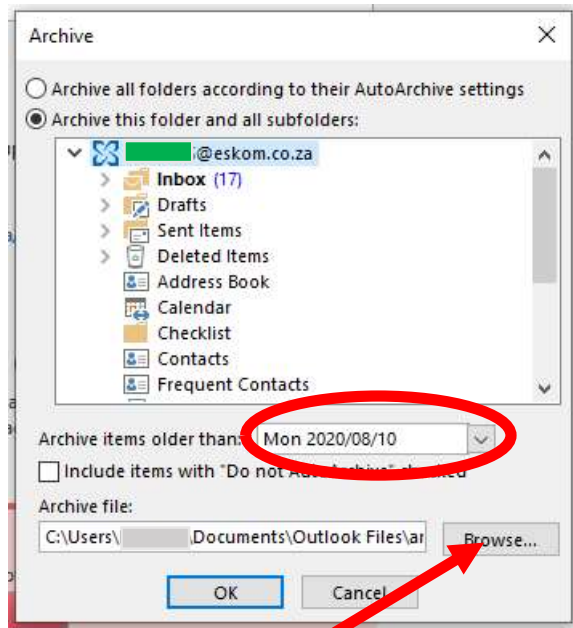 Archive
Archive all folders according to their AutoArchive settings
Archive this folder and all subfolders:
@eskom.co.za
Inbox (17)
Drafts
Sent Items
Deleted Items
Address Book
Calendar
Checklist
Contacts
Frequent Contacts
Archive items older than: Mon 2020/08/10
Include items with "Do not AutoArchive" checked
Archive file:
C:\Users\ \Documents\Outlook Files\ar Browse...
OK Cancel